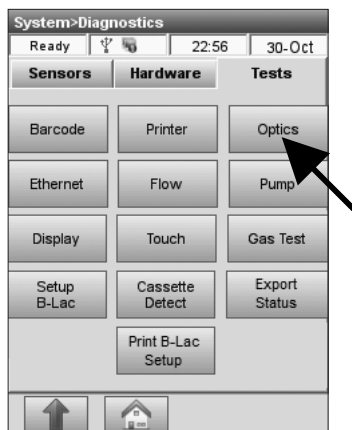 System>Diagnostics
Ready 22:56 30-Oct
Sensors Hardware Tests
Barcode Printer Optics
Ethernet Flow Pump
Display Touch Gas Test
Setup Cassette Export
B-Lac Detect Status
Print B-Lac
Setup